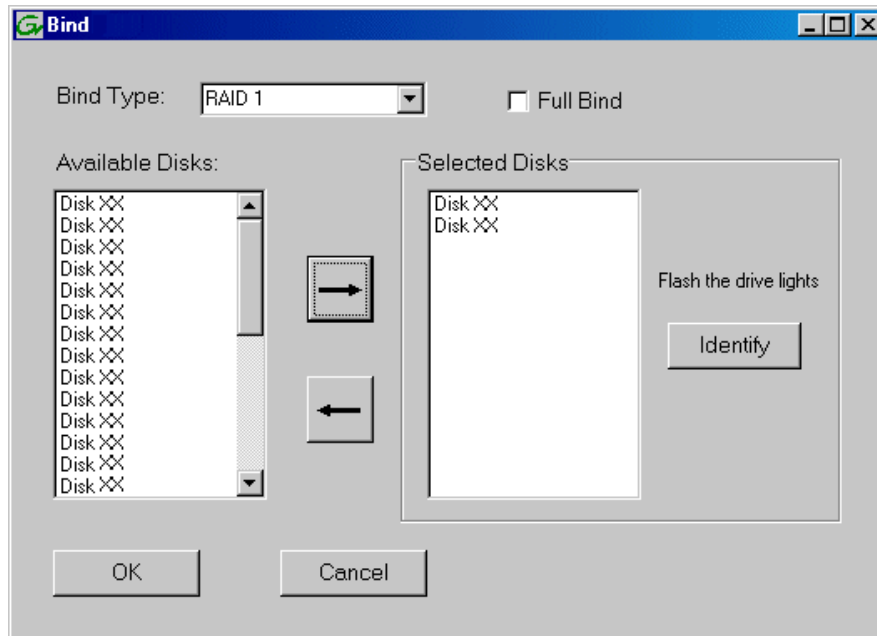 Bind
Bind Type: RAID 1 Full Bind
Available Disks:
Disk XX
Disk XX
Disk XX
Disk XX
Disk XX
Disk XX
Disk XX
Disk XX
Disk XX
Disk XX
Disk XX
Disk XX
Disk XX
Disk XX
Selected Disks
Disk XX
Disk XX
Flash the drive lights
Identify
OK Cancel